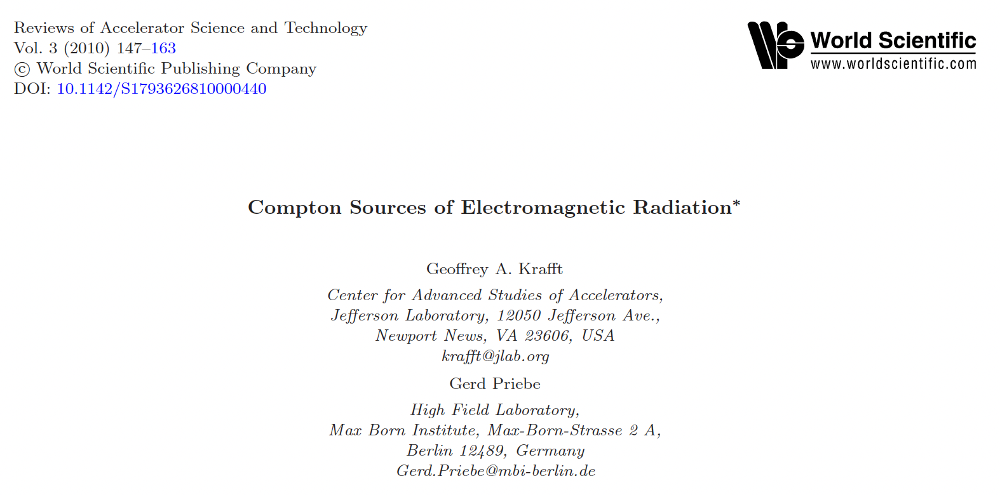 Reviews of Accelerator Science and Technology
Vol. 3 (2010) 147–163
© World Scientific Publishing Company
DOI: 10.1142/S1793626810000440
World Scientific
www.worldscientific.com
Compton Sources of Electromagnetic Radiation*
Geoffrey A. Krafft
Center for Advanced Studies of Accelerators,
Jefferson Laboratory, 12050 Jefferson Ave.,
Newport News, VA 23606, USA
krafft@jlab.org
Gerd Priebe
High Field Laboratory,
Max Born Institute, Max-Born-Strasse 2 A,
Berlin 12489, Germany
Gerd.Priebe@mbi-berlin.de